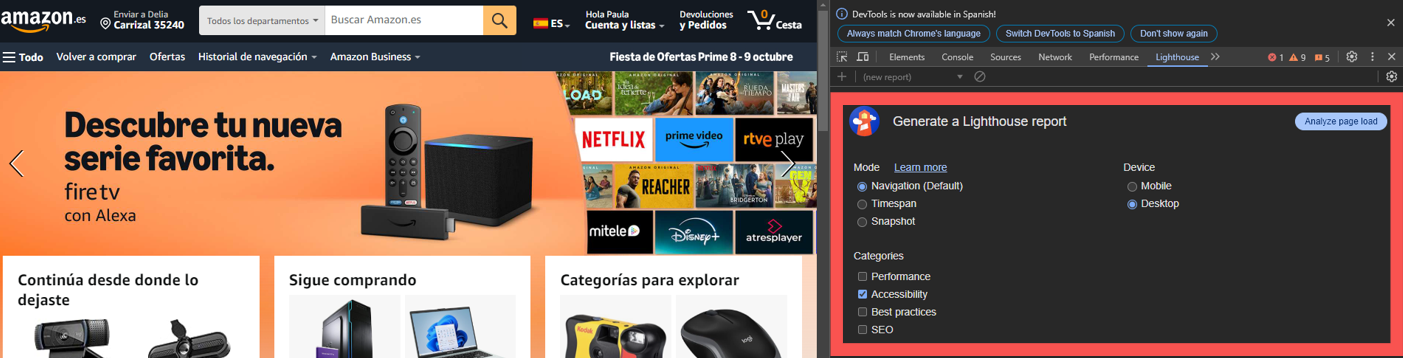 amazon.es
Enviar a Delia
Carrizal 35240
Todos los departamentos
Buscar Amazon.es
ES
Hola Paula
Cuenta y listas
Devoluciones
y Pedidos
0
Cesta
Todo
Volver a comprar
Ofertas
Historial de navegación
Amazon Business
Fiesta de Ofertas Prime 8 - 9 octubre
Descubre tu nueva
serie favorita.
fire tv
con Alexa
NETFLIX
prime video
rtve play
REACHER
BRIDGERTON
mitele
Disney+
atresplayer
Continúa desde donde lo
dejaste
Sigue comprando
Categorías para explorar
Kodak
logi
DevTools is now available in Spanish!
Always match Chrome's language
Switch DevTools to Spanish
Don't show again
Elements
Console
Sources
Network
Performance
Lighthouse
1
9
5
(new report)
Generate a Lighthouse report
Analyze page load
Mode
Learn more
Device
Navigation (Default)
Mobile
Timespan
Desktop
Snapshot
Categories
Performance
Accessibility
Best practices
SEO